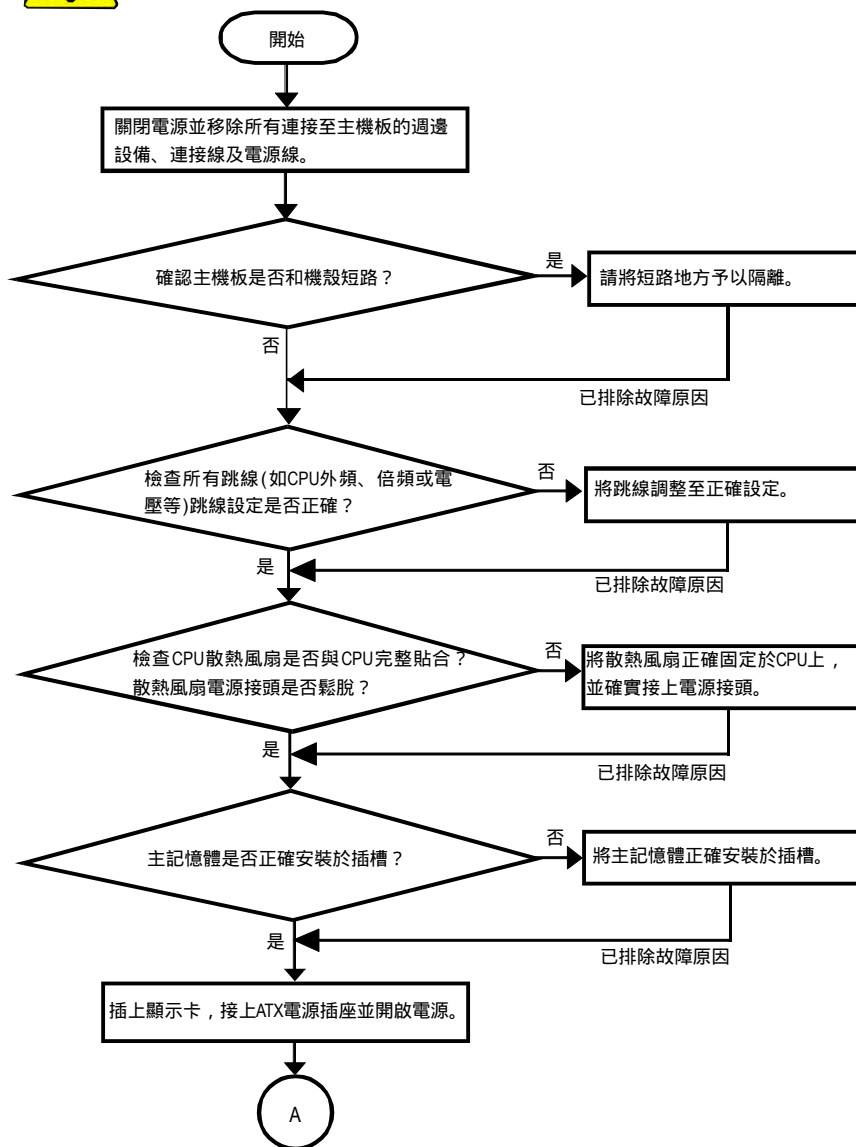 開始
關閉電源並移除所有連接至主機板的週邊
設備、連接線及電源線。
確認主機板是否和機殼短路？
是
請將短路地方予以隔離。
否
已排除故障原因
檢查所有跳線(如CPU外頻、倍頻或電
壓等)跳線設定是否正確？
否
將跳線調整至正確設定。
是
已排除故障原因
檢查CPU散熱風扇是否與CPU完整貼合？
散熱風扇電源接頭是否鬆脫？
否
將散熱風扇正確固定於CPU上，
並確實接上電源接頭。
是
已排除故障原因
主記憶體是否正確安裝於插槽？
否
將主記憶體正確安裝於插槽。
是
已排除故障原因
插上顯示卡，接上ATX電源插座並開啟電源。
A